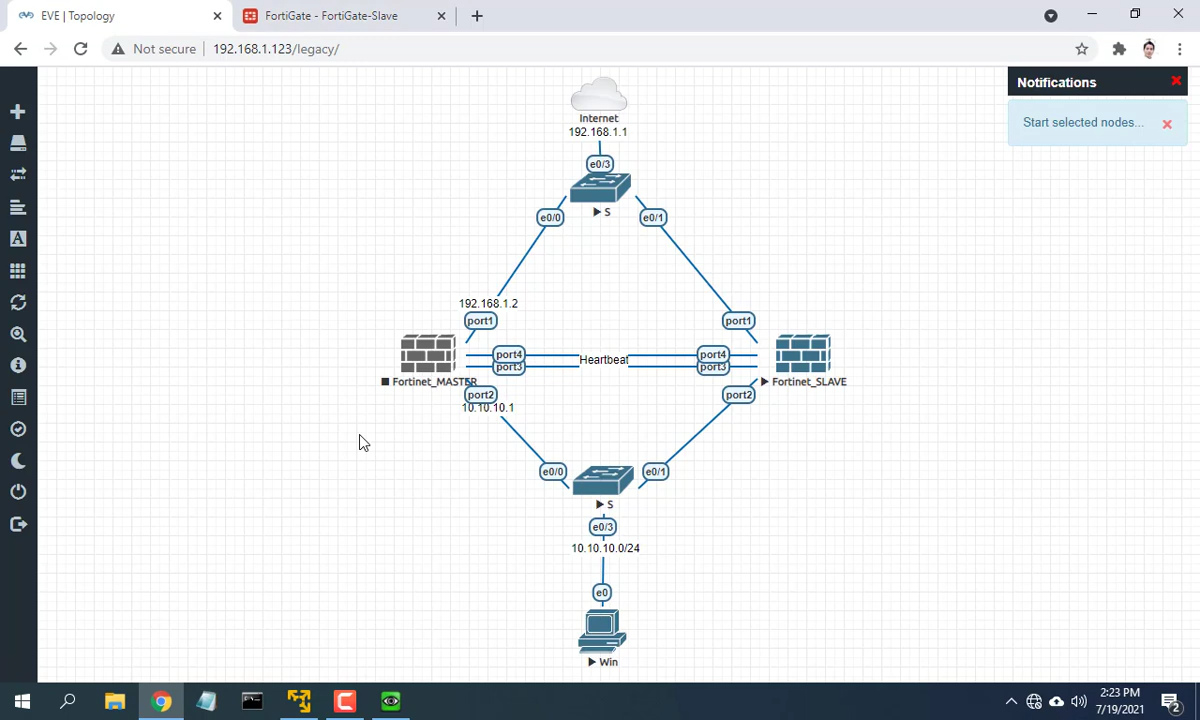 EVE | Topology
FortiGate - FortiGate-Slave
Not secure
192.168.1.123/legacy/
Notifications
Start selected nodes...
Internet
192.168.1.1
e0/3
S
e0/0
e0/1
192.168.1.2
port1
port1
port4
Heartbeat
port4
port3
port3
Fortinet_MASTER
Fortinet_SLAVE
port2
port2
10.10.10.1
e0/0
e0/1
S
e0/3
10.10.10.0/24
e0
Win
2:23 PM
7/19/2021
2